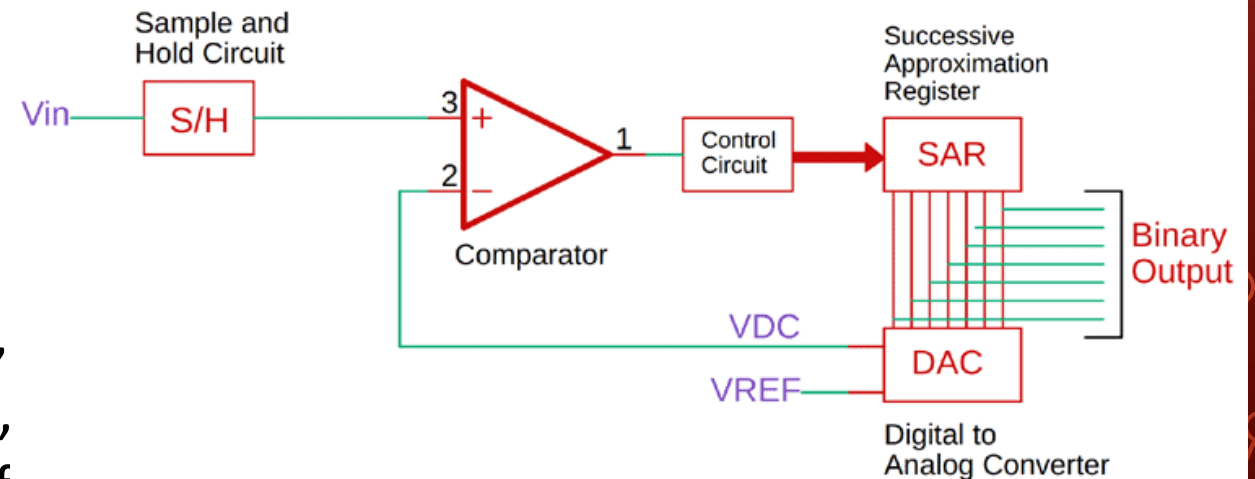 Sample and
Hold Circuit
Vin
S/H
3
+
2
−
1
Comparator
Control
Circuit
Successive
Approximation
Register
SAR
Binary
Output
VDC
VREF
DAC
Digital to
Analog Converter
,
,